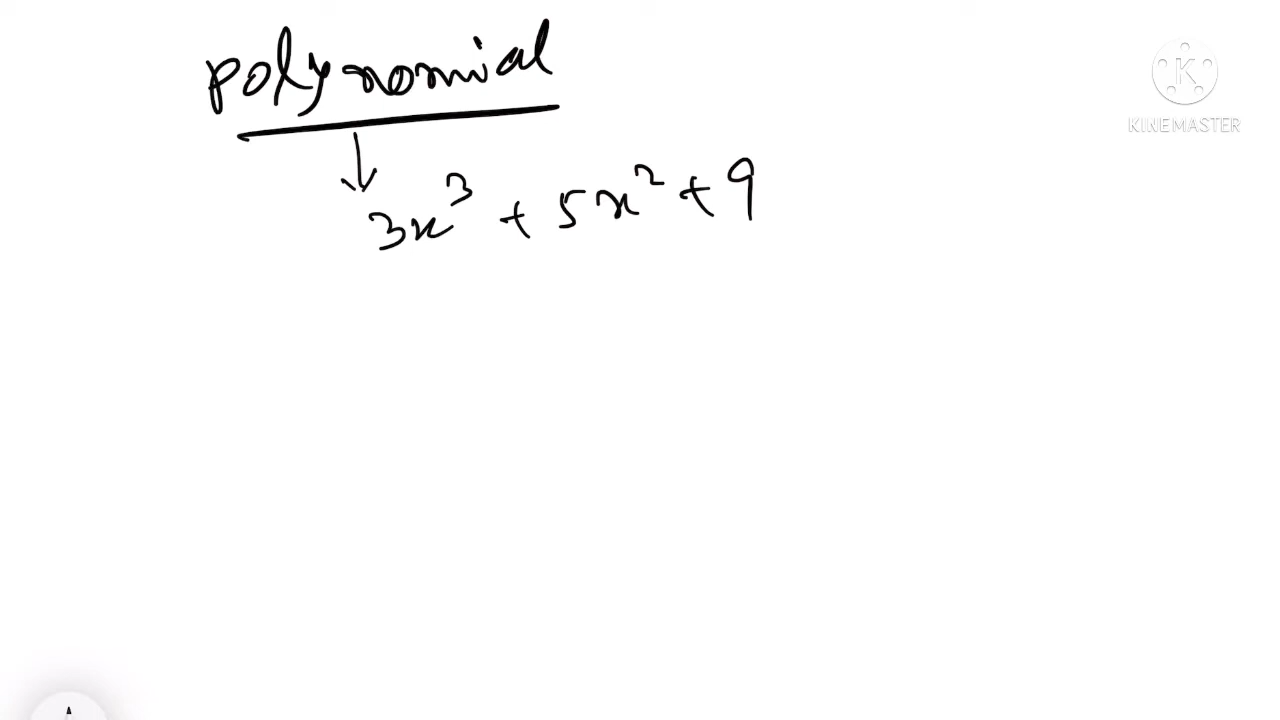 polynomial
3x³ + 5x² + 9
KINEMASTER